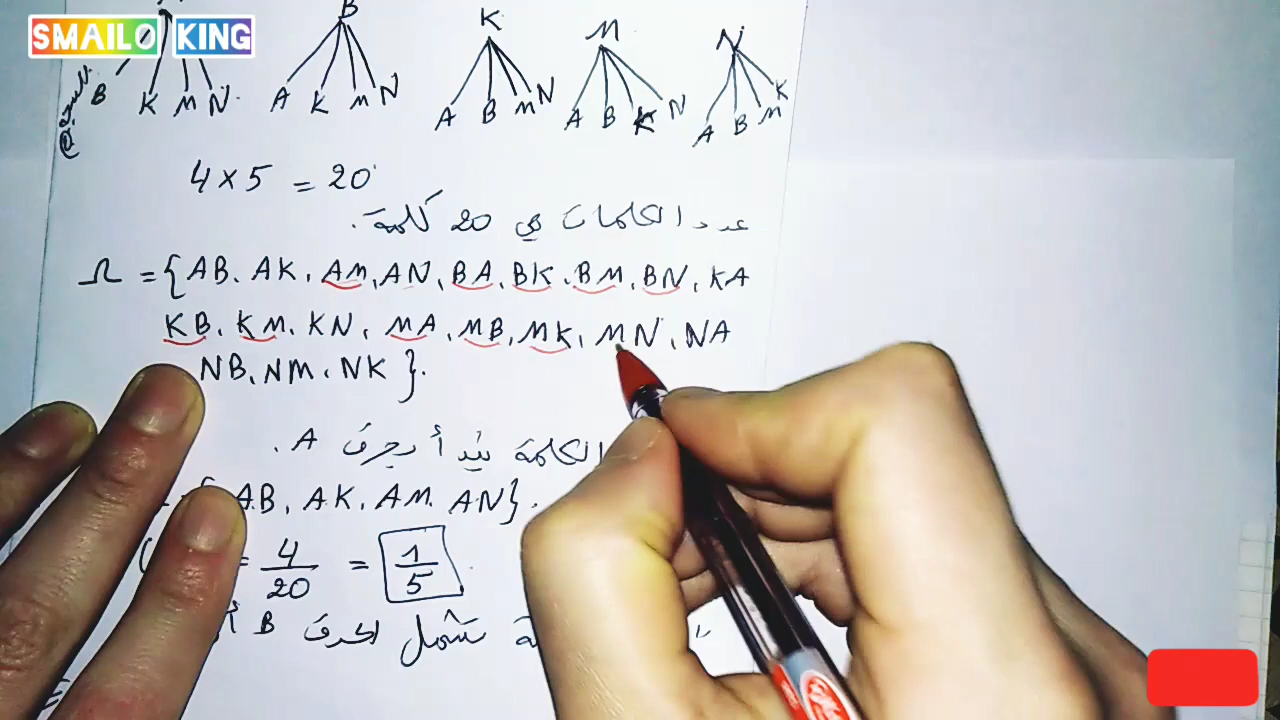 SMAILO KING
B K M N
B
A K M N
K
A B M N
M
A B K N
N
A B M K
4 × 5 = 20
عدد الكلمات هي 20 كلمة.
Ω = {AB, AK, AM, AN, BA, BK, BM, BN, KA
KB, KM, KN, MA, MB, MK, MN, NA
NB, NM, NK}.
الكلمة تبدأ بحرف A.
AB, AK, AM, AN}.
= 4/20 = 1/5
تشمل الحرف B